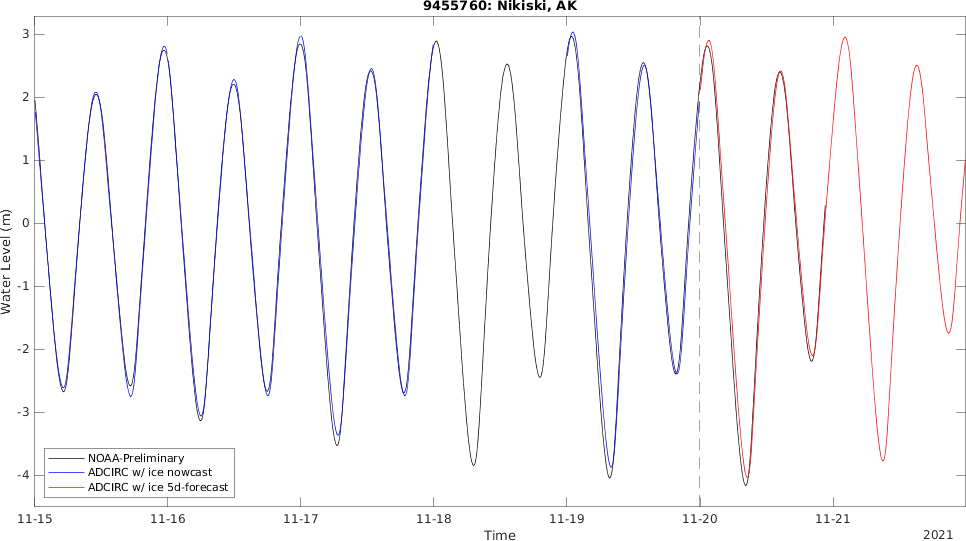 9455760: Nikiski, AK
Water Level (m)
3
2
1
0
-1
-2
-3
-4
NOAA-Preliminary
ADCIRC w/ ice nowcast
ADCIRC w/ ice 5d-forecast
11-15 11-16 11-17 11-18 11-19 11-20 11-21
Time
2021